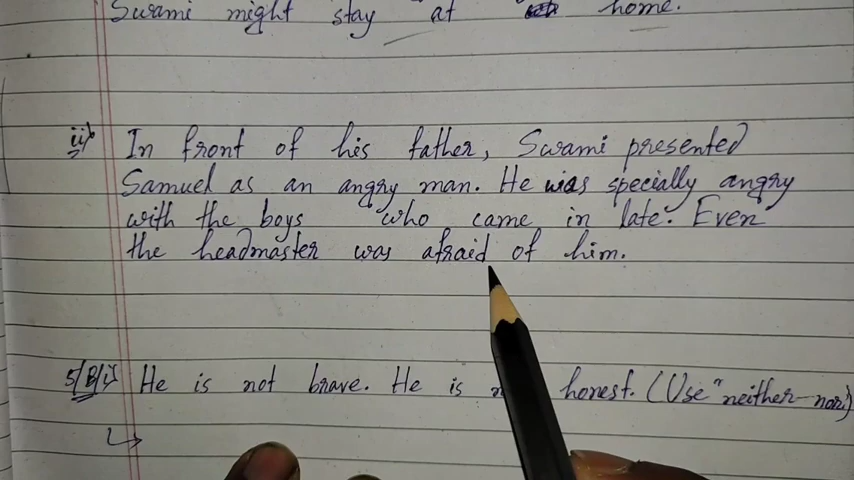 Swami might stay at home.
ii) In front of his father, Swami presented
Samuel as an angry man. He was specially angry
with the boys who came in late. Even
the headmaster was afraid of him.
5/(B)/i) He is not brave. He is honest. (Use "neither-nor")